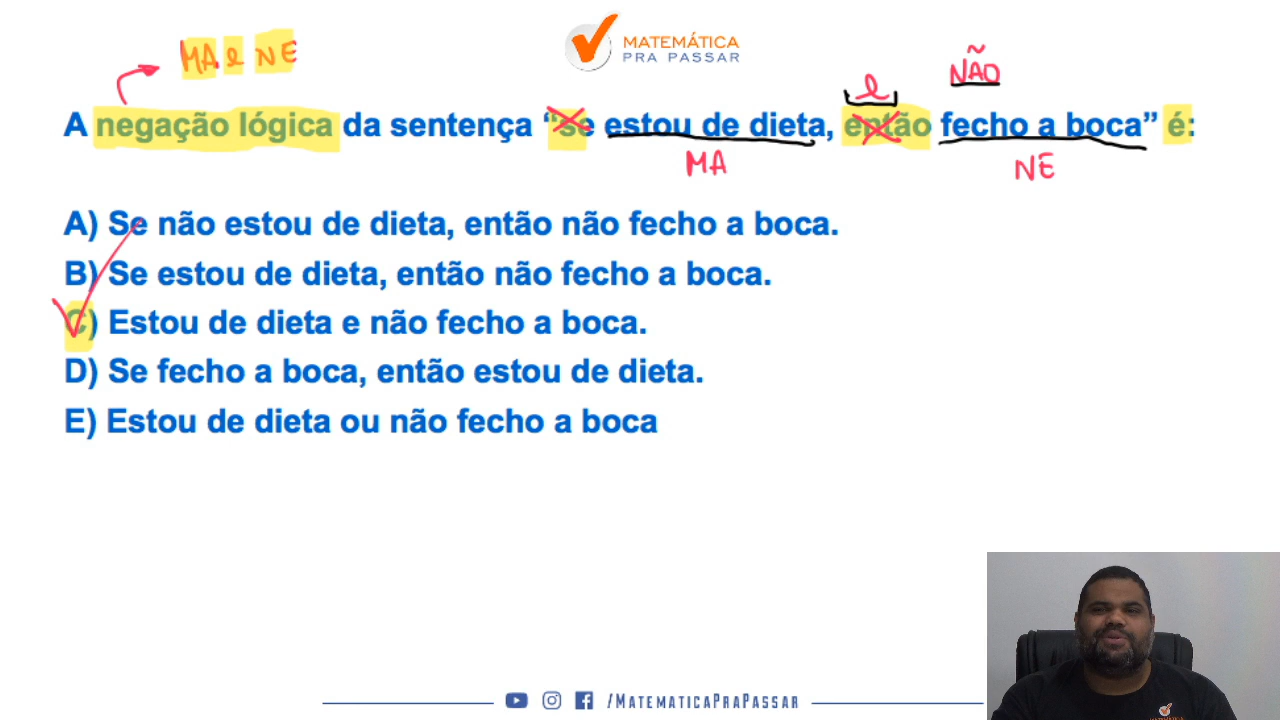 MATEMÁTICA
PRA PASSAR
MA e NE
e
NÃO
A negação lógica da sentença “se estou de dieta, então fecho a boca” é:
MA
NE
A) Se não estou de dieta, então não fecho a boca.
B) Se estou de dieta, então não fecho a boca.
C) Estou de dieta e não fecho a boca.
D) Se fecho a boca, então estou de dieta.
E) Estou de dieta ou não fecho a boca
/MATEMATICAPRAPASSAR